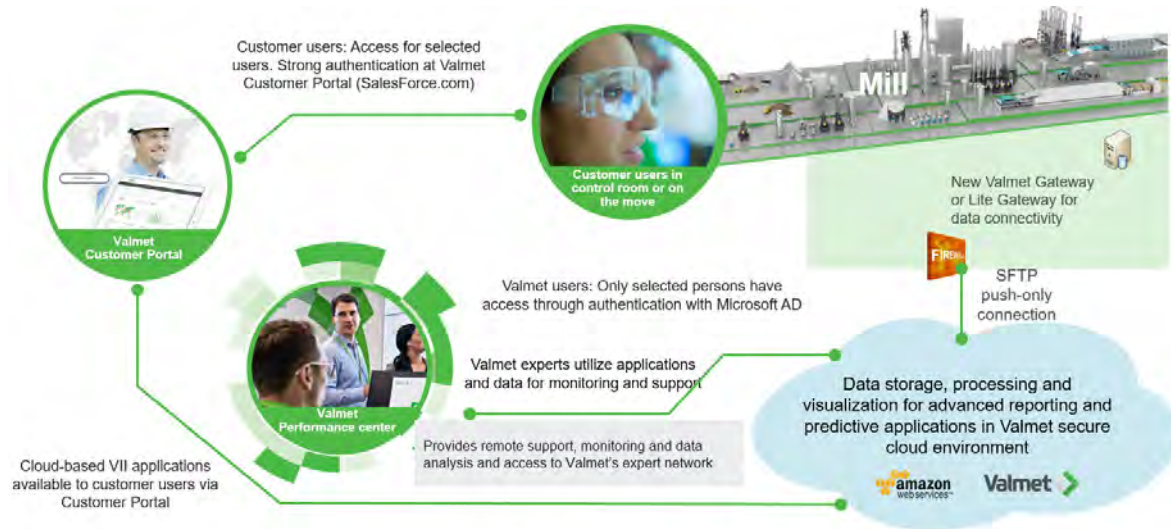 Customer users: Access for selected
users. Strong authentication at Valmet
Customer Portal (SalesForce.com)
Mill
Customer users in
control room or on
the move
New Valmet Gateway
or Lite Gateway for
data connectivity
Valmet
Customer Portal
SFTP
push-only
connection
Valmet users: Only selected persons have
access through authentication with Microsoft AD
Valmet experts utilize applications
and data for monitoring and support
Valmet
Performance center
Provides remote support, monitoring and data
analysis and access to Valmet's expert network
Data storage, processing and
visualization for advanced reporting and
predictive applications in Valmet secure
cloud environment
amazon
webservices™
Valmet
Cloud-based VII applications
available to customer users via
Customer Portal